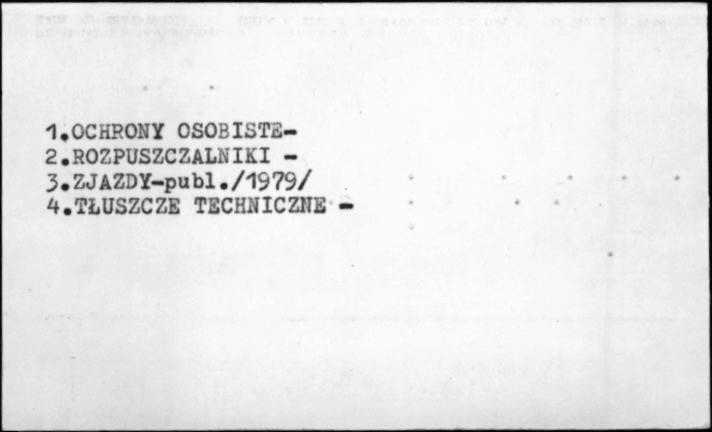 1.OCHRONY OSOBISTE-
2.ROZPUSZCZALNIKI -
3.ZJAZDY-publ./1979/
4.TŁUSZCZE TECHNICZNE -